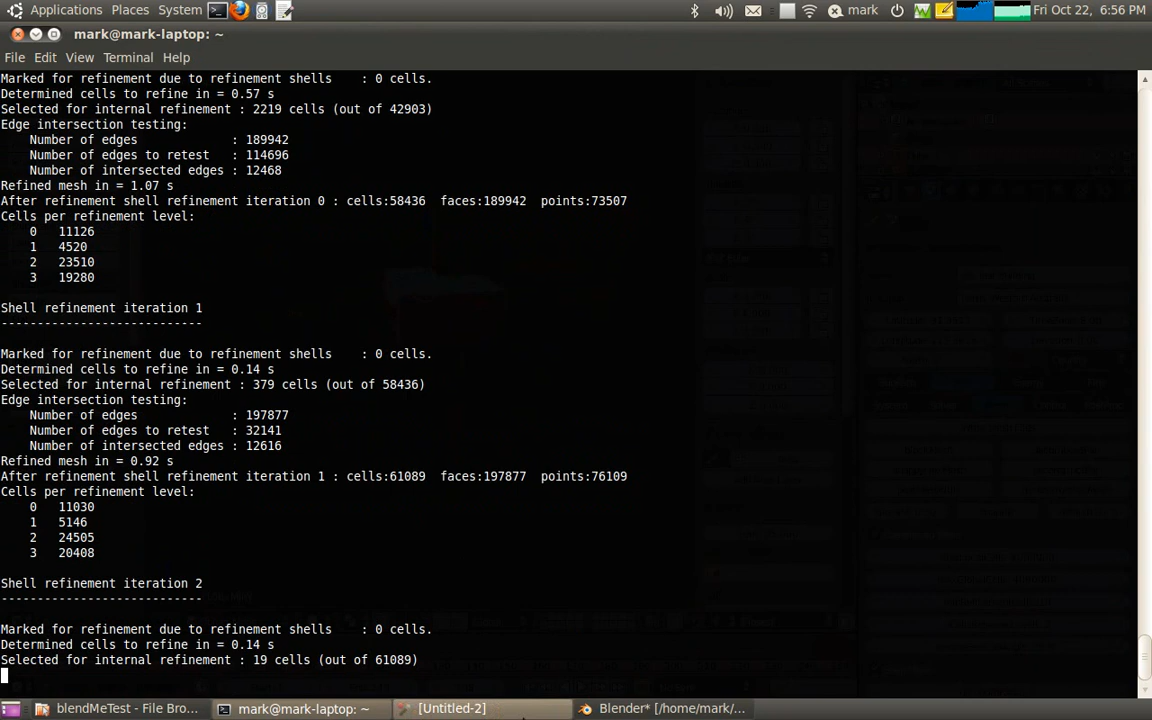 Applications Places System mark Fri Oct 22, 6:56 PM
mark@mark-laptop: ~
File Edit View Terminal Help
Marked for refinement due to refinement shells    : 0 cells.
Determined cells to refine in = 0.57 s
Selected for internal refinement : 2219 cells (out of 42903)
Edge intersection testing:
    Number of edges             : 189942
    Number of edges to retest   : 114696
    Number of intersected edges : 12468
Refined mesh in = 1.07 s
After refinement shell refinement iteration 0 : cells:58436  faces:189942  points:73507
Cells per refinement level:
    0   11126
    1   4520
    2   23510
    3   19280
Shell refinement iteration 1
----------------------------
Marked for refinement due to refinement shells    : 0 cells.
Determined cells to refine in = 0.14 s
Selected for internal refinement : 379 cells (out of 58436)
Edge intersection testing:
    Number of edges             : 197877
    Number of edges to retest   : 32141
    Number of intersected edges : 12616
Refined mesh in = 0.92 s
After refinement shell refinement iteration 1 : cells:61089  faces:197877  points:76109
Cells per refinement level:
    0   11030
    1   5146
    2   24505
    3   20408
Shell refinement iteration 2
----------------------------
Marked for refinement due to refinement shells    : 0 cells.
Determined cells to refine in = 0.14 s
Selected for internal refinement : 19 cells (out of 61089)
blendMeTest - File Bro... mark@mark-laptop: ~ [Untitled-2] Blender* [/home/mark/...